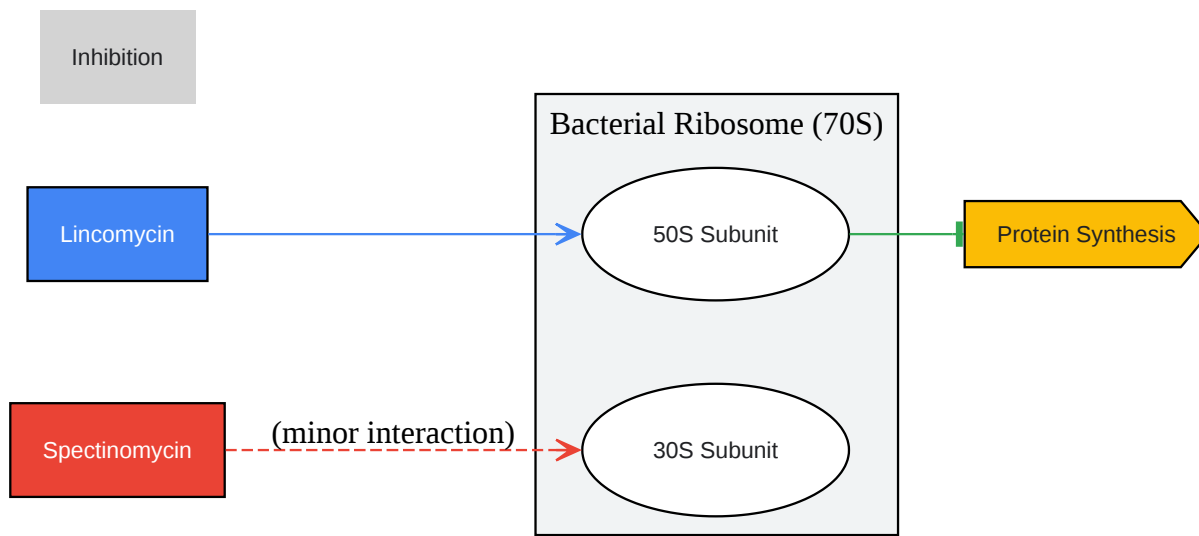 Inhibition
Bacterial Ribosome (70S)
Lincomycin
50S Subunit
Protein Synthesis
Spectinomycin
(minor interaction)
30S Subunit